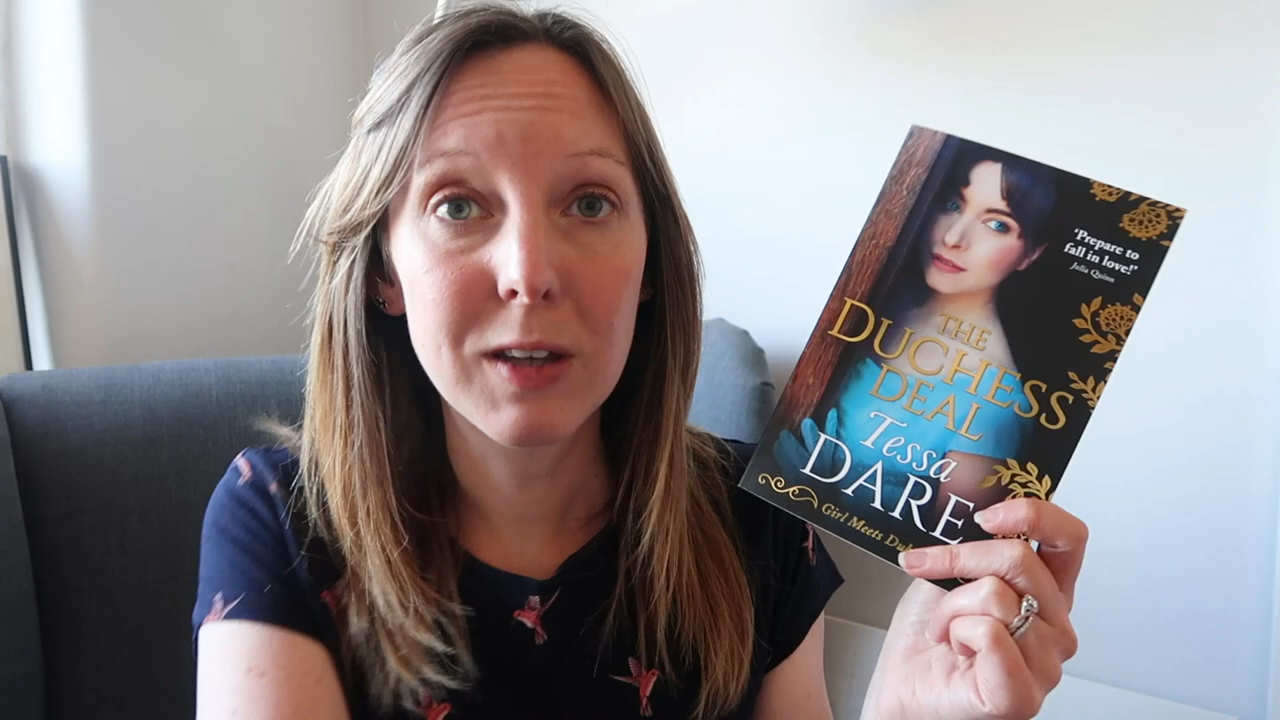 'Prepare to
fall in love!'
Julia Quinn
THE
DUCHESS
DEAL
Tessa
DARE
Girl Meets